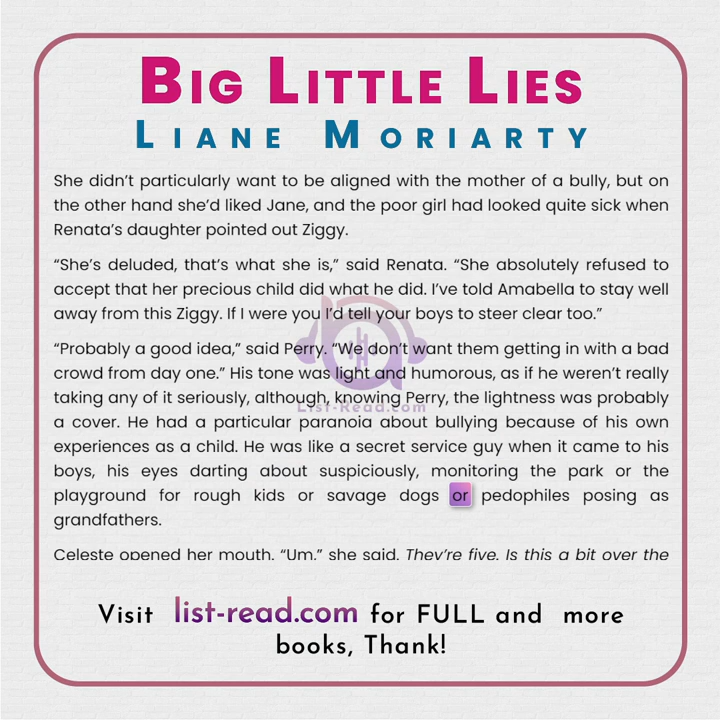 BIG LITTLE LIES
LIANE MORIARTY
She didn’t particularly want to be aligned with the mother of a bully, but on
the other hand she’d liked Jane, and the poor girl had looked quite sick when
Renata’s daughter pointed out Ziggy.
“She’s deluded, that’s what she is,” said Renata. “She absolutely refused to
accept that her precious child did what he did. I’ve told Amabella to stay well
away from this Ziggy. If I were you I’d tell your boys to steer clear too.”
“Probably a good idea,” said Perry. “We don’t want them getting in with a bad
crowd from day one.” His tone was light and humorous, as if he weren’t really
taking any of it seriously, although, knowing Perry, the lightness was probably
List-Read.com
a cover. He had a particular paranoia about bullying because of his own
experiences as a child. He was like a secret service guy when it came to his
boys, his eyes darting about suspiciously, monitoring the park or the
playground for rough kids or savage dogs or pedophiles posing as
grandfathers.
Celeste opened her mouth. “Um.” she said. They’re five. Is this a bit over the
Visit list-read.com for FULL and more
books, Thank!